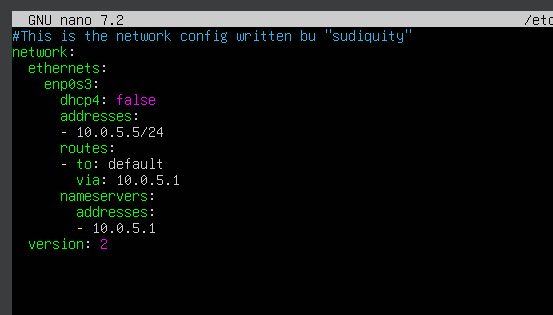 GNU nano 7.2 /etc
#This is the network config written bu "sudiquity"
network:
  ethernets:
    enp0s3:
      dhcp4: false
      addresses:
      - 10.0.5.5/24
      routes:
      - to: default
        via: 10.0.5.1
      nameservers:
        addresses:
        - 10.0.5.1
  version: 2